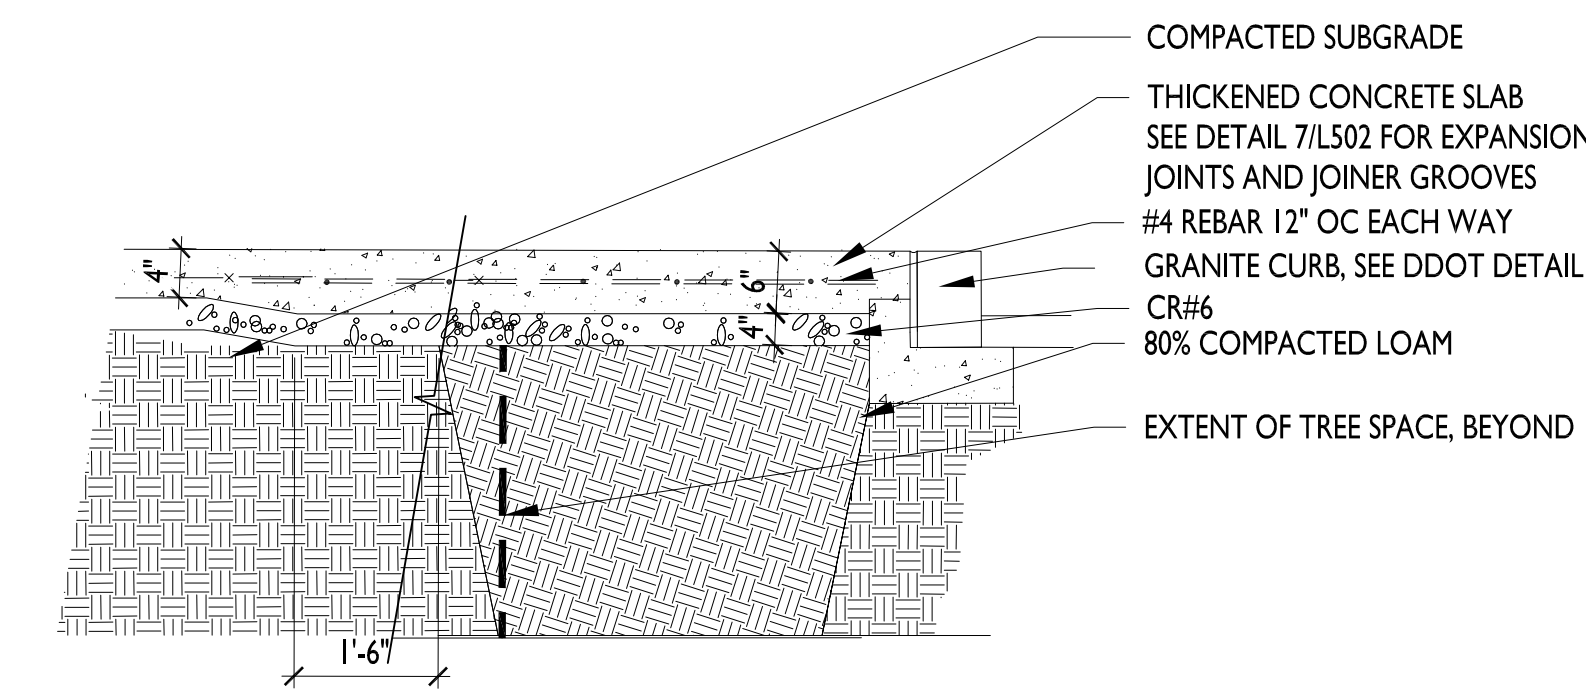 COMPACTED SUBGRADE
THICKENED CONCRETE SLAB
SEE DETAIL 7/L502 FOR EXPANSION
JOINTS AND JOINER GROOVES
#4 REBAR 12" OC EACH WAY
GRANITE CURB, SEE DDOT DETAIL
CR#6
80% COMPACTED LOAM
EXTENT OF TREE SPACE, BEYOND
4"
6"
4"
1'-6"